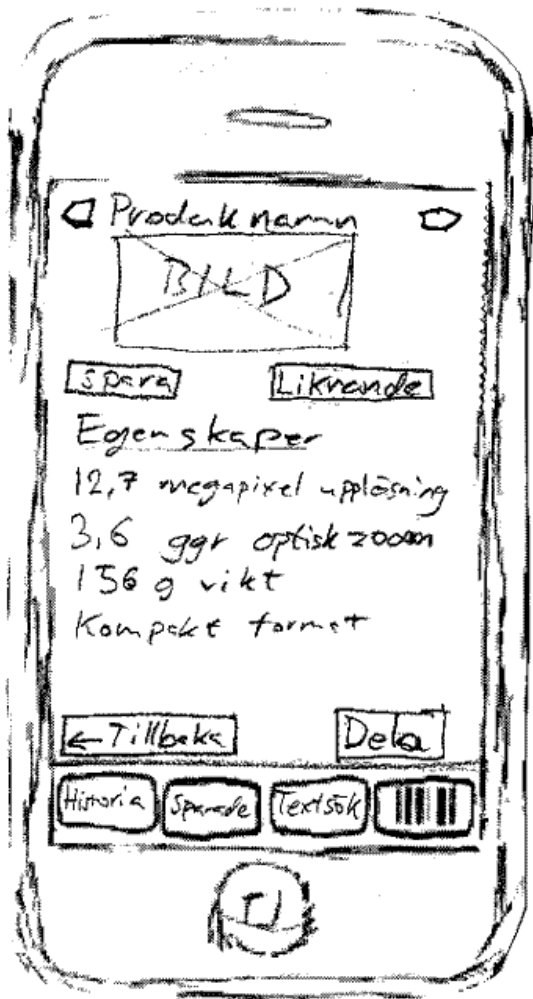 Produktnamn
BILD
Spara Liknande
Egenskaper
12,7 megapixel upplösning
3,6 ggr optisk zoom
156 g vikt
Kompakt format
← Tillbaka Dela
Historia Sparade Textsök